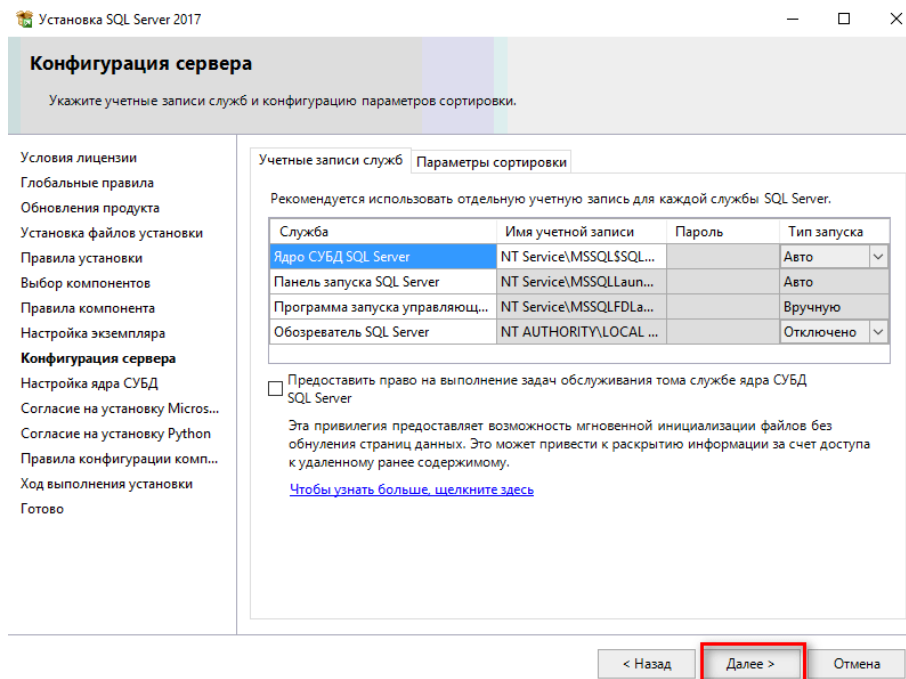 Установка SQL Server 2017
Конфигурация сервера
Укажите учетные записи служб и конфигурацию параметров сортировки.
Условия лицензии
Глобальные правила
Обновления продукта
Установка файлов установки
Правила установки
Выбор компонентов
Правила компонента
Настройка экземпляра
Конфигурация сервера
Настройка ядра СУБД
Согласие на установку Micros...
Согласие на установку Python
Правила конфигурации комп...
Ход выполнения установки
Готово
Учетные записи служб Параметры сортировки
Рекомендуется использовать отдельную учетную запись для каждой службы SQL Server.
Служба Имя учетной записи Пароль Тип запуска
Ядро СУБД SQL Server NT Service\MSSQL$SQL... Авто
Панель запуска SQL Server NT Service\MSSQLLaun... Авто
Программа запуска управляющ... NT Service\MSSQLFDLa... Вручную
Обозреватель SQL Server NT AUTHORITY\LOCAL ... Отключено
Предоставить право на выполнение задач обслуживания тома службе ядра СУБД
SQL Server
Эта привилегия предоставляет возможность мгновенной инициализации файлов без
обнуления страниц данных. Это может привести к раскрытию информации за счет доступа
к удаленному ранее содержимому.
Чтобы узнать больше, щелкните здесь
< Назад Далее > Отмена